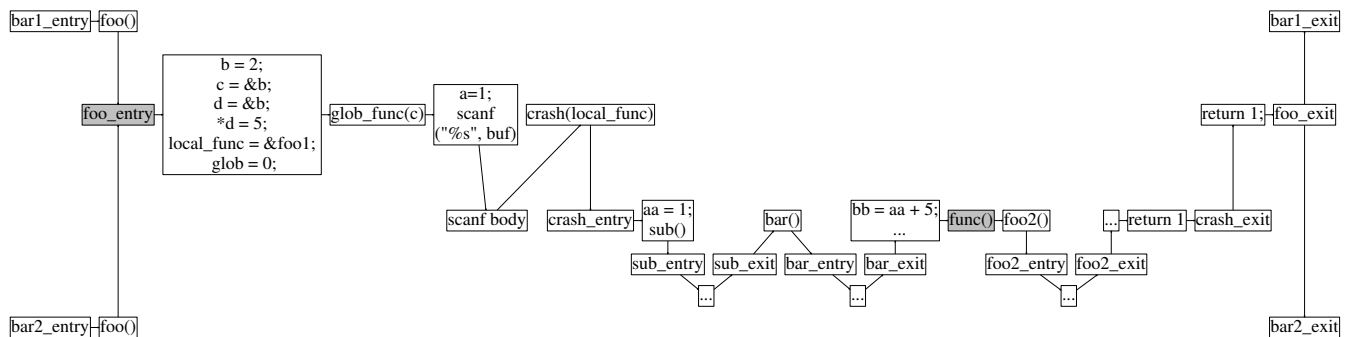 bar1_entry
foo()
bar1_exit
foo_entry
b = 2;
c = &b;
d = &b;
*d = 5;
local_func = &foo1;
glob = 0;
glob_func(c)
a=1;
scanf
("%s", buf)
crash(local_func)
return 1;
foo_exit
scanf body
crash_entry
aa = 1;
sub()
bar()
bb = aa + 5;
...
func()
foo2()
...
return 1
crash_exit
sub_entry
sub_exit
bar_entry
bar_exit
foo2_entry
foo2_exit
...
...
...
bar2_entry
foo()
bar2_exit